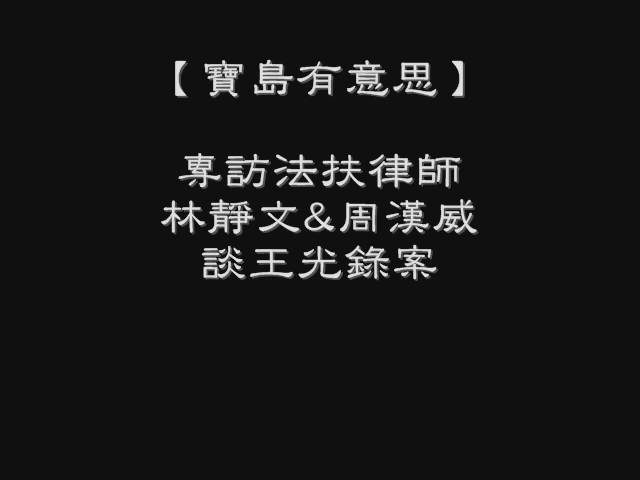 【寶島有意思】
專訪法扶律師
林靜文&周漢威
談王光錄案